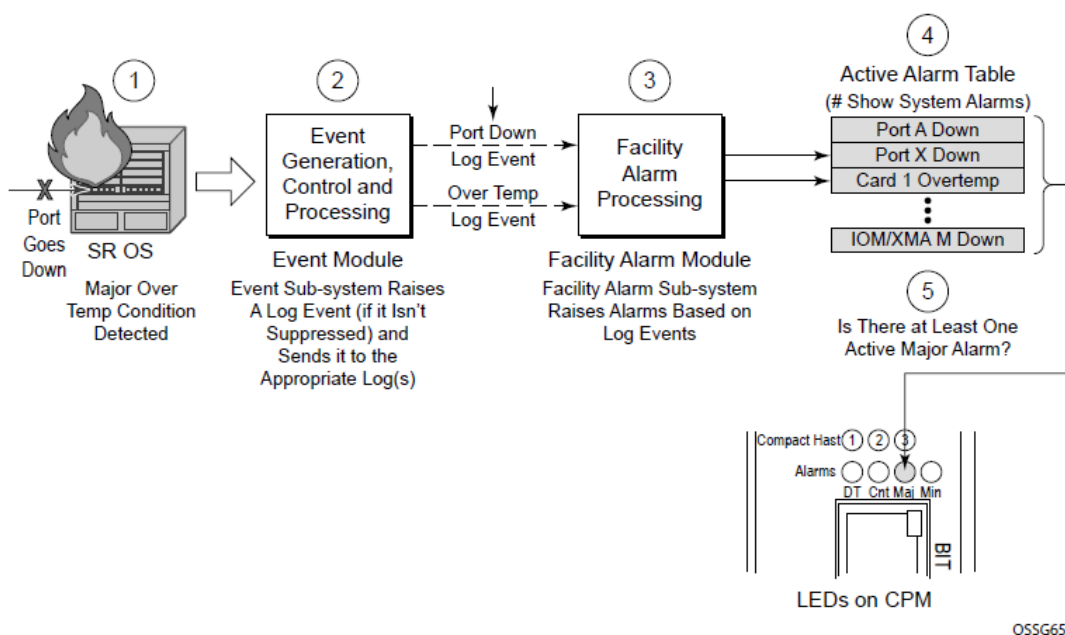 1
X
Port
Goes
Down
SR OS
Major Over
Temp Condition
Detected
2
Event
Generation,
Control and
Processing
Event Module
Event Sub-system Raises
A Log Event (if it Isn't
Suppressed) and
Sends it to the
Appropriate Log(s)
Port Down
Log Event
Over Temp
Log Event
3
Facility
Alarm
Processing
Facility Alarm Module
Facility Alarm Sub-system
Raises Alarms Based on
Log Events
4
Active Alarm Table
(# Show System Alarms)
Port A Down
Port X Down
Card 1 Overtemp
IOM/XMA M Down
5
Is There at Least One
Active Major Alarm?
Compact Hast 1 2 3
Alarms
DT Cnt Maj Min
BIT
LEDs on CPM
OSSG65